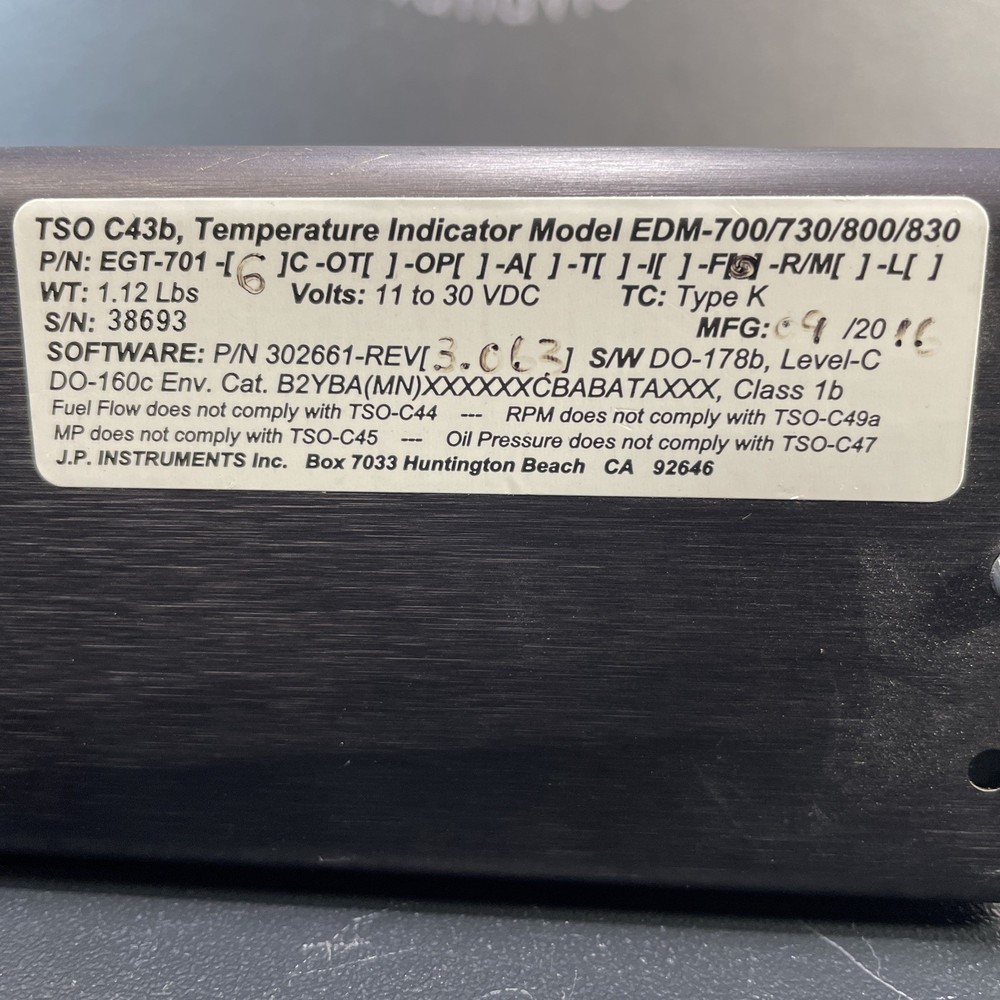 TSO C43b, Temperature Indicator Model EDM-700/730/800/830
P/N: EGT-701 -[6]C -OT[ ] -OP[ ] -A[ ] -T[ ] -I[ ] -F[ ] -R/M[ ] -L[ ]
WT: 1.12 Lbs Volts: 11 to 30 VDC TC: Type K
S/N: 38693 MFG: 09 /20
SOFTWARE: P/N 302661-REV[3.063] S/W DO-178b, Level-C
DO-160c Env. Cat. B2YBA(MN)XXXXXXCBABATAXXX, Class 1b
Fuel Flow does not comply with TSO-C44 --- RPM does not comply with TSO-C49a
MP does not comply with TSO-C45 --- Oil Pressure does not comply with TSO-C47
J.P. INSTRUMENTS Inc. Box 7033 Huntington Beach CA 92646